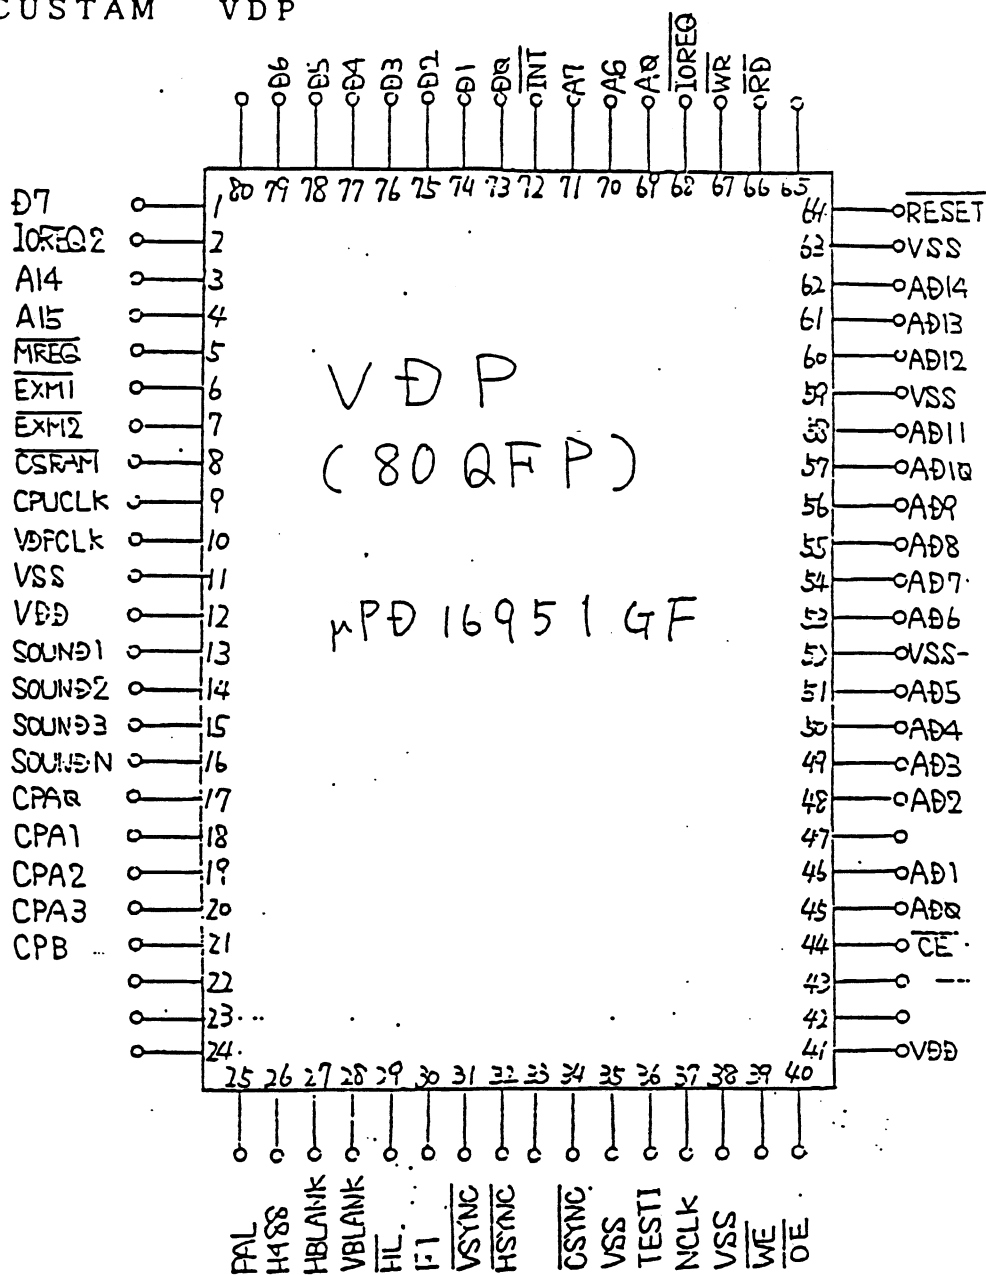 CUSTAM VDP
D6 D5 D4 D3 D2 D1 D0 INT A7 A6 A0 IOREQ WR RD
80 79 78 77 76 75 74 73 72 71 70 69 68 67 66 65
D7 1
IOREQ2 2
A14 3
A15 4
MREQ 5
EXM1 6
EXM2 7
CSRAM 8
CPUCLK 9
VDPCLK 10
VSS 11
VDD 12
SOUND1 13
SOUND2 14
SOUND3 15
SOUNDN 16
CPA0 17
CPA1 18
CPA2 19
CPA3 20
CPB 21
22
23
24
VDP
(80 QFP)
μPD16951GF
64 RESET
63 VSS
62 AD14
61 AD13
60 AD12
59 VSS
58 AD11
57 AD10
56 AD9
55 AD8
54 AD7
53 AD6
52 VSS
51 AD5
50 AD4
49 AD3
48 AD2
47
46 AD1
45 AD0
44 CE
43
42
41 VDD
25 26 27 28 29 30 31 32 33 34 35 36 37 38 39 40
PAL H488 HBLANK VBLANK HL VSYNC HSYNC CSYNC VSS TEST1 NCLK VSS WE OE